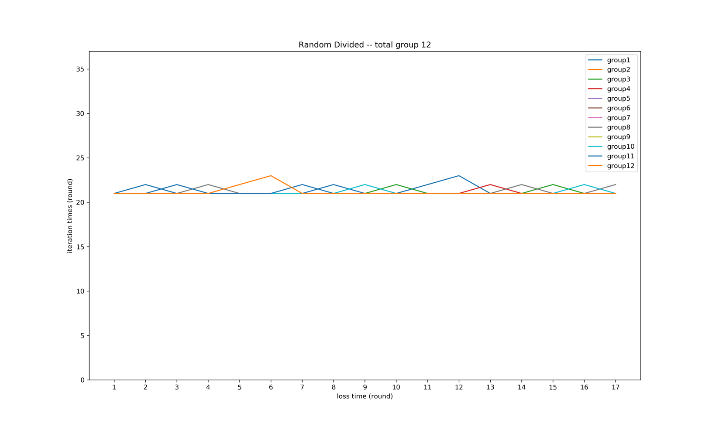 Random Divided -- total group 12
group1
group2
group3
group4
group5
group6
group7
group8
group9
group10
group11
group12
35
30
25
20
15
10
5
0
iteration times (round)
1 2 3 4 5 6 7 8 9 10 11 12 13 14 15 16 17
loss time (round)